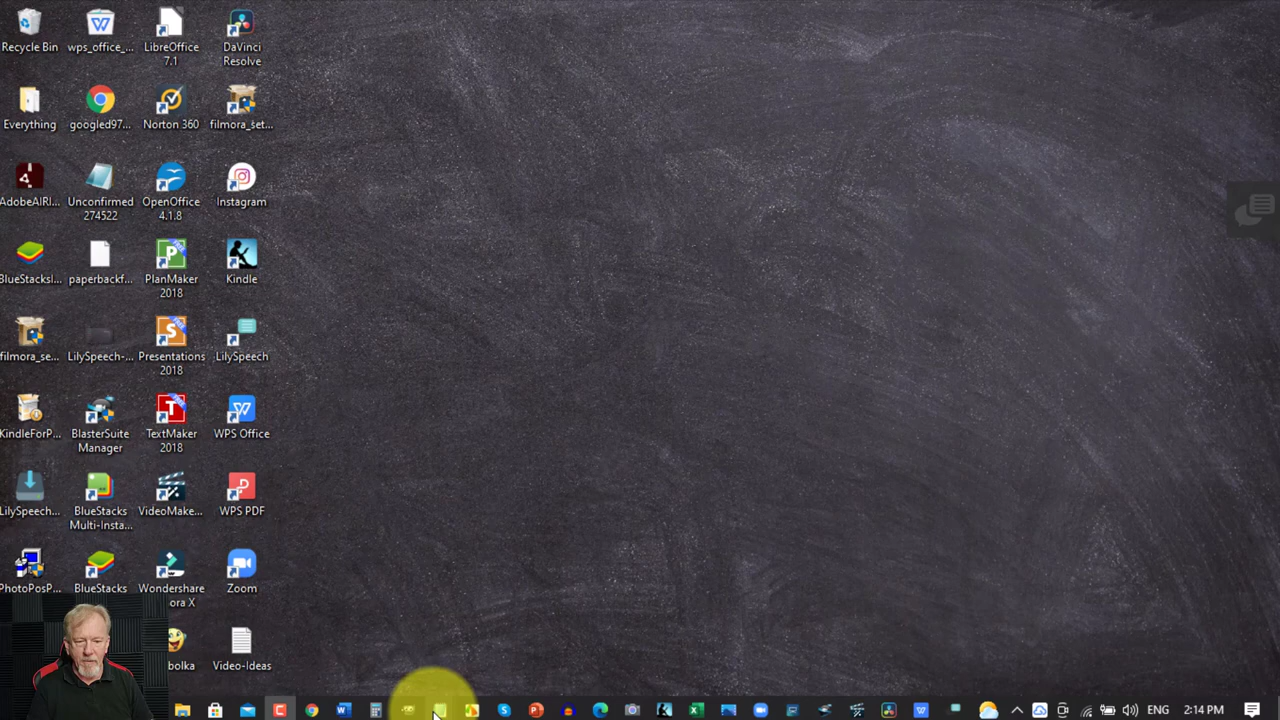 Recycle Bin
wps_office_...
LibreOffice
7.1
DaVinci
Resolve
Everything
googled97...
Norton 360
filmora_set...
AdobeAIRI...
Unconfirmed
274522
OpenOffice
4.1.8
Instagram
BlueStacksI...
paperbackf...
PlanMaker
2018
Kindle
filmora_se...
LilySpeech-...
Presentations
2018
LilySpeech
KindleForP...
BlasterSuite
Manager
TextMaker
2018
WPS Office
LilySpeech...
BlueStacks
Multi-Insta...
VideoMake...
WPS PDF
PhotoPosP...
BlueStacks
Wondershare
ora X
Zoom
bolka
Video-Ideas
ENG
2:14 PM